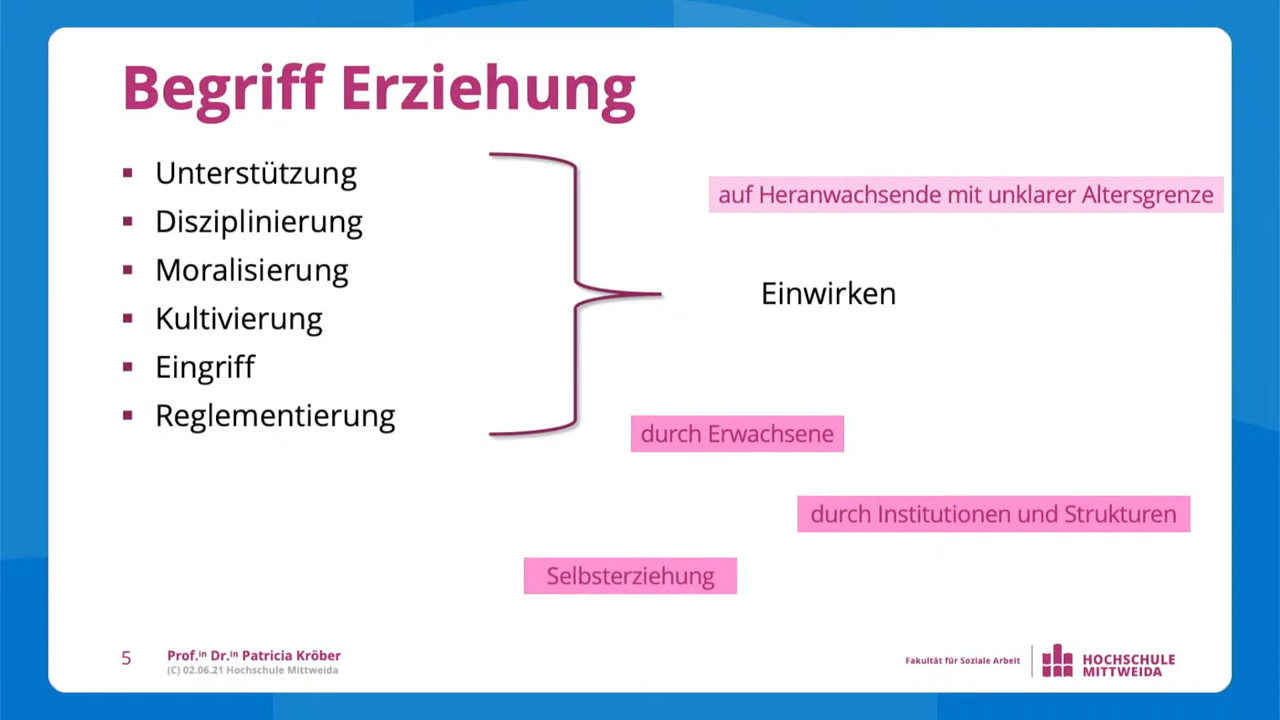 Begriff Erziehung
▪ Unterstützung
▪ Disziplinierung
▪ Moralisierung
▪ Kultivierung
▪ Eingriff
▪ Reglementierung
auf Heranwachsende mit unklarer Altersgrenze
Einwirken
durch Erwachsene
durch Institutionen und Strukturen
Selbsterziehung
5
Prof.ⁱⁿ Dr.ⁱⁿ Patricia Kröber
(C) 02.06.21 Hochschule Mittweida
Fakultät für Soziale Arbeit
HOCHSCHULE
MITTWEIDA